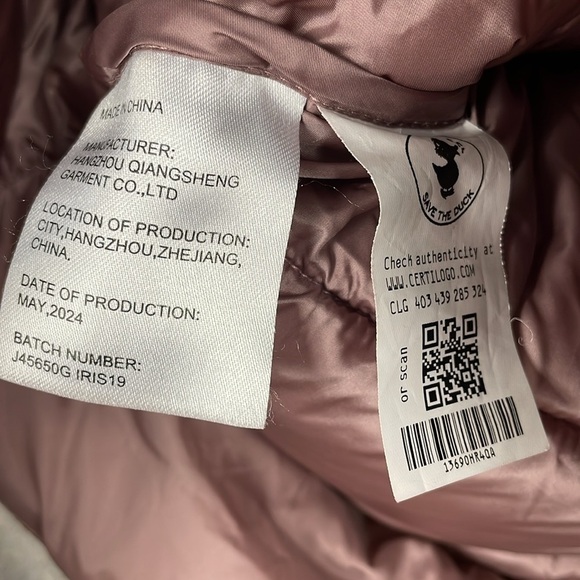 MADE IN CHINA
MANUFACTURER:
HANGZHOU QIANGSHENG
GARMENT CO.,LTD
LOCATION OF PRODUCTION:
CITY,HANGZHOU,ZHEJIANG,
CHINA,
DATE OF PRODUCTION:
MAY,2024
BATCH NUMBER:
J45650G IRIS19
SAVE THE DUCK
Check authenticity at
WWW.CERTILOGO.COM
CLG 403 439 285 324
or scan
13690MR4QA